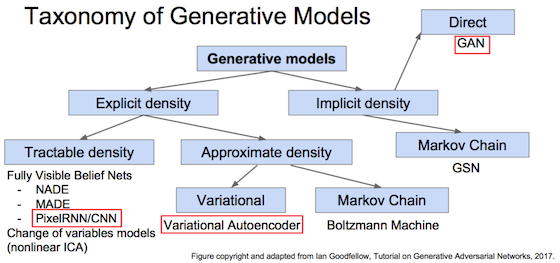 Taxonomy of Generative Models
Direct
GAN
Generative models
Explicit density
Implicit density
Tractable density
Approximate density
Markov Chain
GSN
Fully Visible Belief Nets
- NADE
- MADE
- PixelRNN/CNN
Change of variables models
(nonlinear ICA)
Variational
Markov Chain
Variational Autoencoder
Boltzmann Machine
Figure copyright and adapted from Ian Goodfellow, Tutorial on Generative Adversarial Networks, 2017.